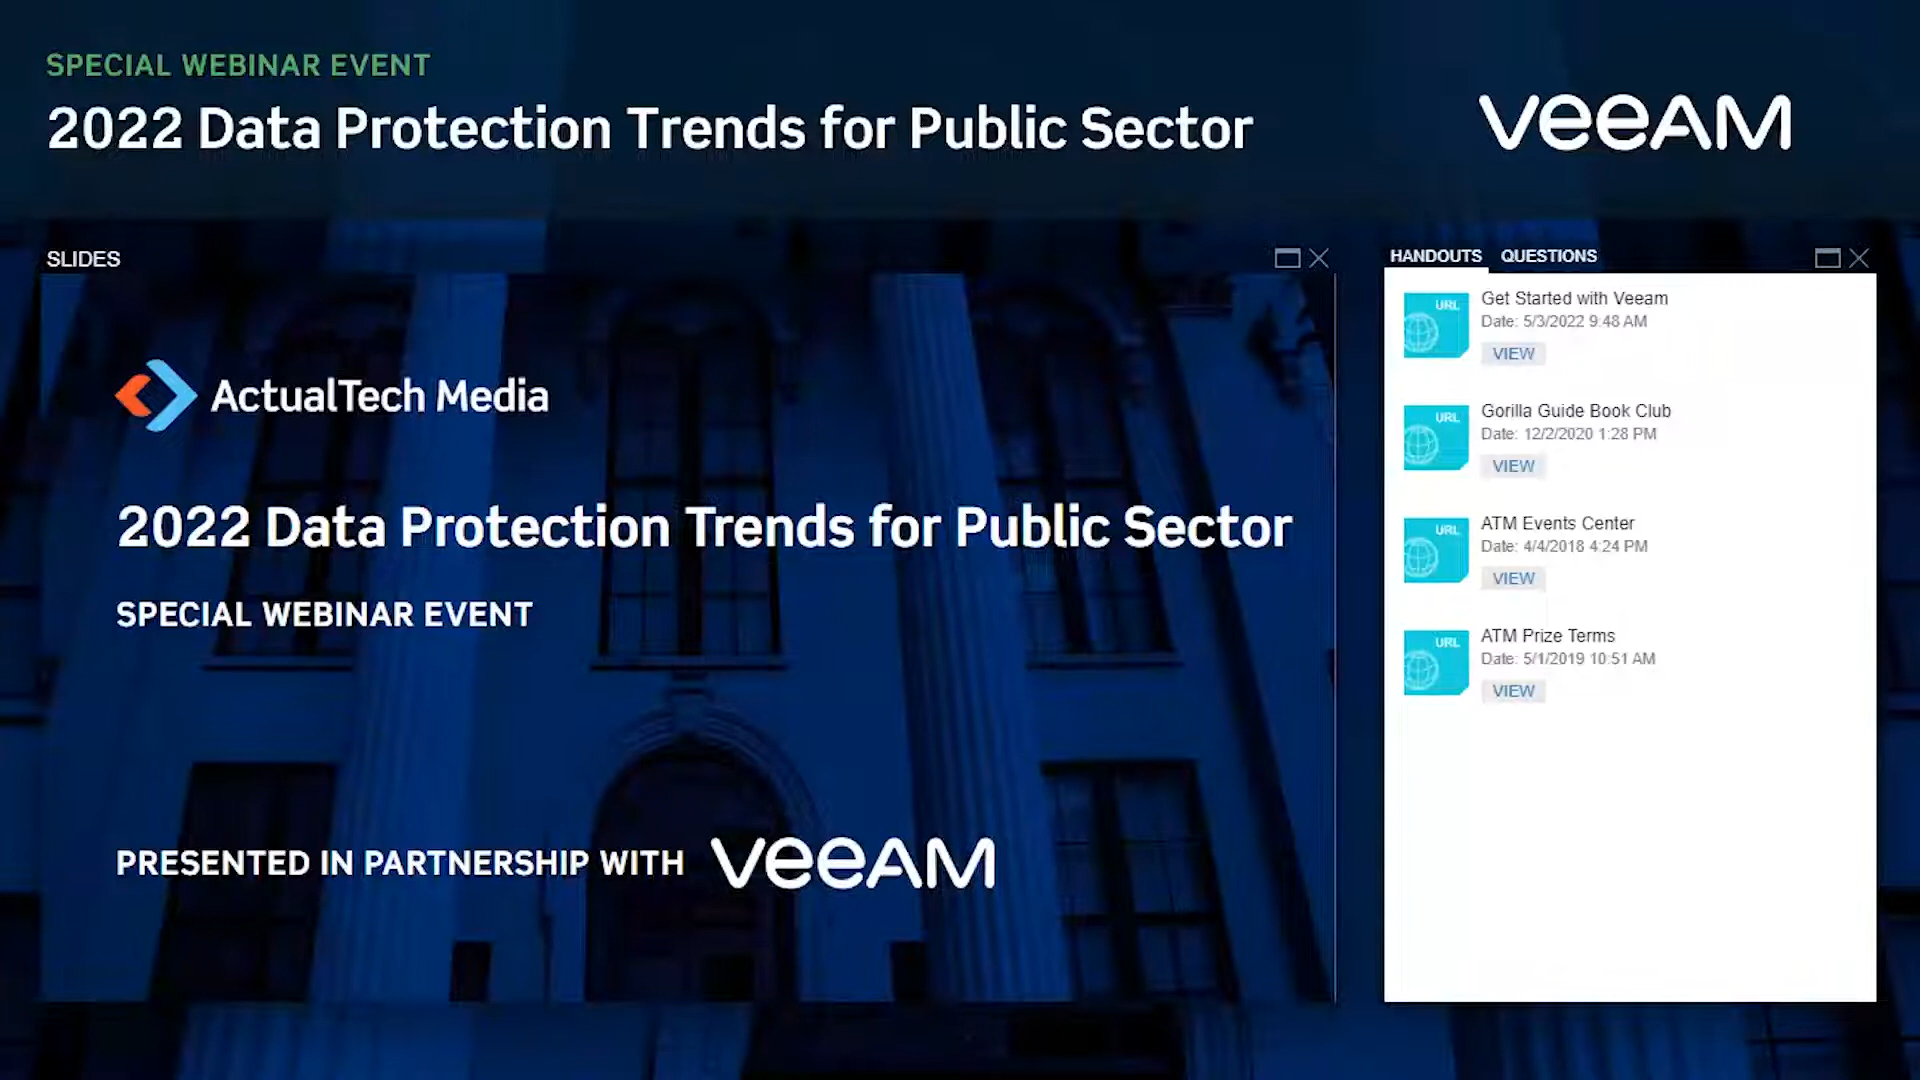 SPECIAL WEBINAR EVENT
2022 Data Protection Trends for Public Sector
veeAM
SLIDES
ActualTech Media
2022 Data Protection Trends for Public Sector
SPECIAL WEBINAR EVENT
PRESENTED IN PARTNERSHIP WITH veeAM
HANDOUTS QUESTIONS
URL
Get Started with Veeam
Date: 5/3/2022 9:48 AM
VIEW
URL
Gorilla Guide Book Club
Date: 12/2/2020 1:28 PM
VIEW
URL
ATM Events Center
Date: 4/4/2018 4:24 PM
VIEW
URL
ATM Prize Terms
Date: 5/1/2019 10:51 AM
VIEW